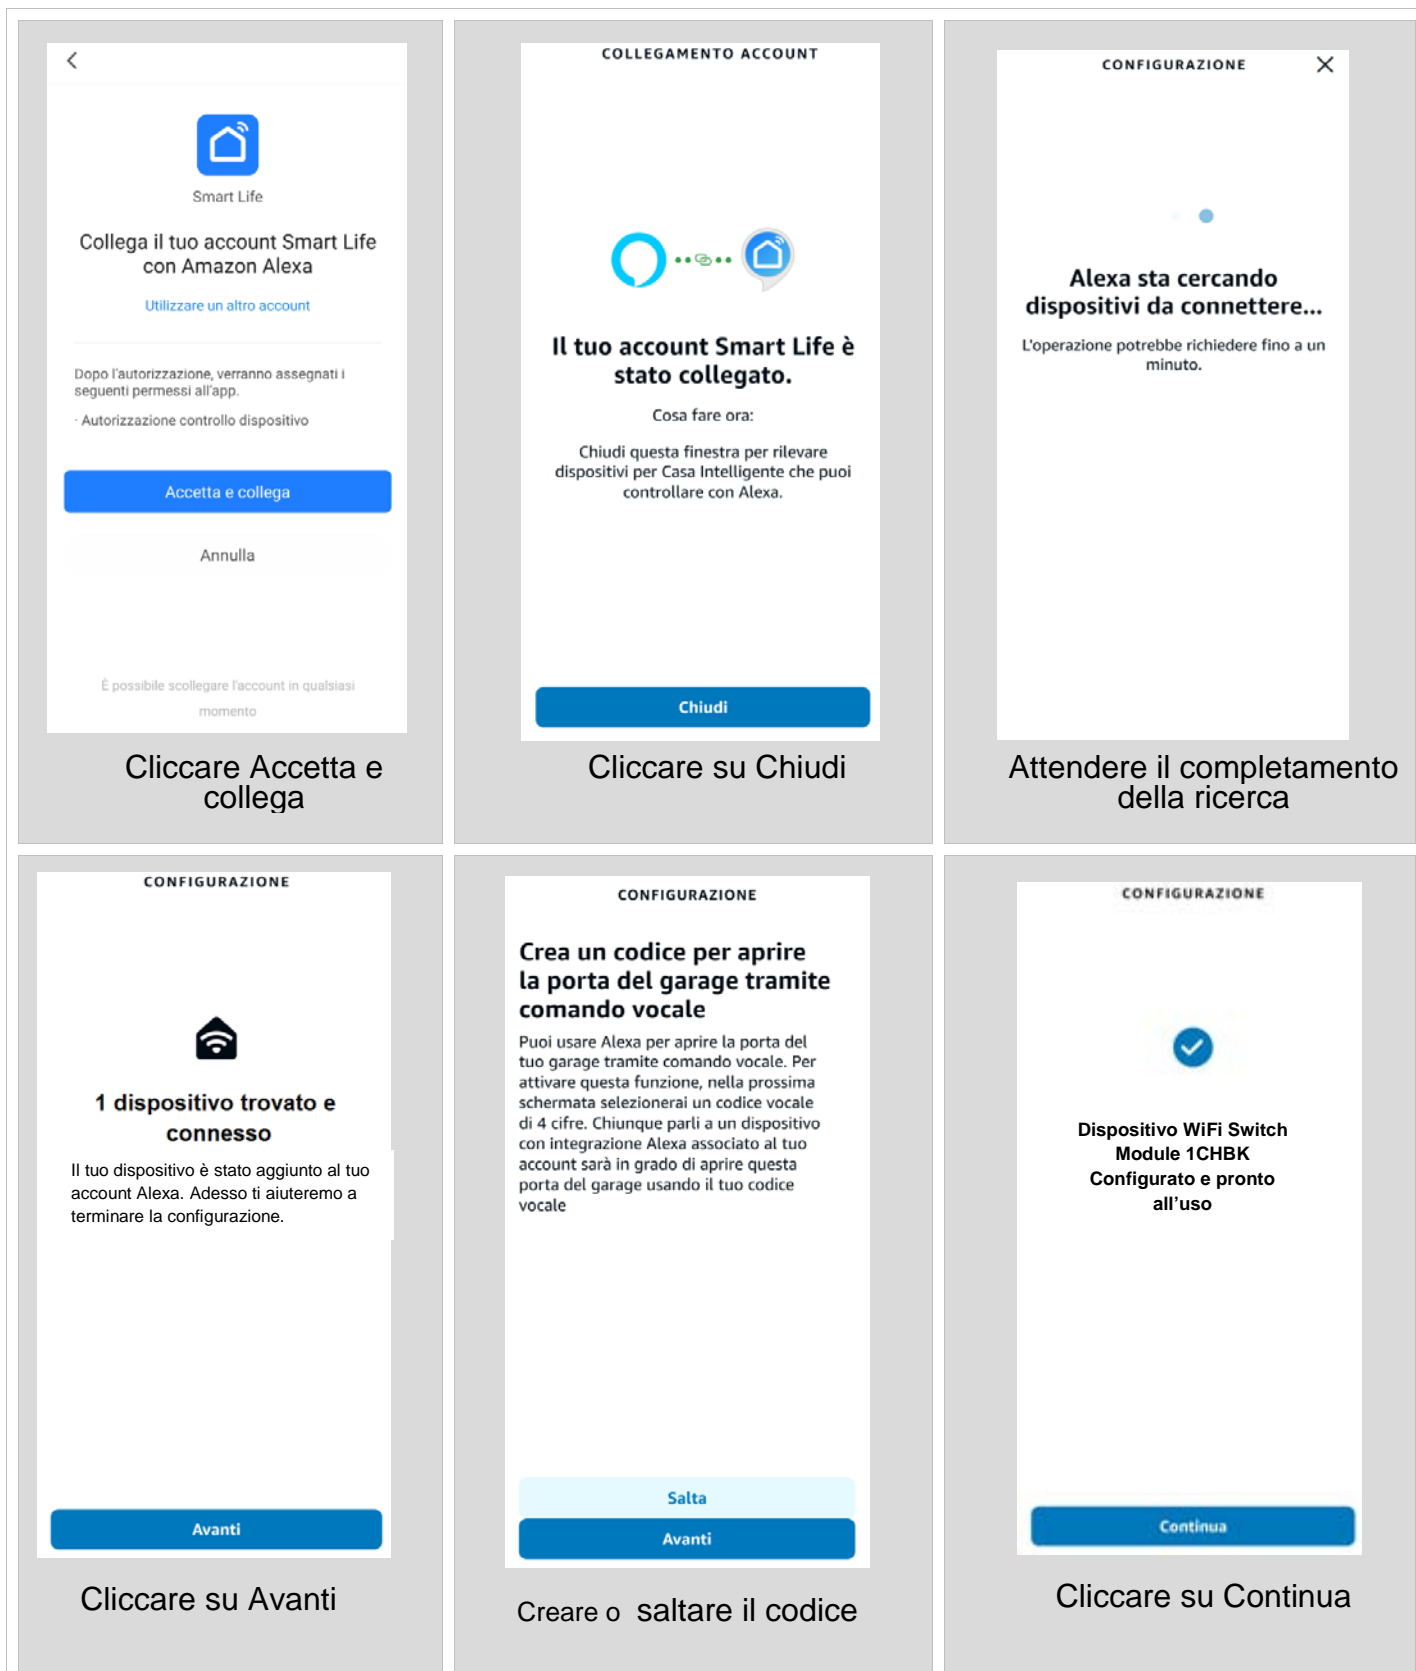 Smart Life
Collega il tuo account Smart Life
con Amazon Alexa
Utilizzare un altro account
Dopo l'autorizzazione, verranno assegnati i
seguenti permessi all'app.
· Autorizzazione controllo dispositivo
Accetta e collega
Annulla
È possibile scollegare l'account in qualsiasi
momento
Cliccare Accetta e
collega
COLLEGAMENTO ACCOUNT
Il tuo account Smart Life è
stato collegato.
Cosa fare ora:
Chiudi questa finestra per rilevare
dispositivi per Casa Intelligente che puoi
controllare con Alexa.
Chiudi
Cliccare su Chiudi
CONFIGURAZIONE
Alexa sta cercando
dispositivi da connettere...
L'operazione potrebbe richiedere fino a un
minuto.
Attendere il completamento
della ricerca
CONFIGURAZIONE
1 dispositivo trovato e
connesso
Il tuo dispositivo è stato aggiunto al tuo
account Alexa. Adesso ti aiuteremo a
terminare la configurazione.
Avanti
Cliccare su Avanti
CONFIGURAZIONE
Crea un codice per aprire
la porta del garage tramite
comando vocale
Puoi usare Alexa per aprire la porta del
tuo garage tramite comando vocale. Per
attivare questa funzione, nella prossima
schermata selezionerai un codice vocale
di 4 cifre. Chiunque parli a un dispositivo
con integrazione Alexa associato al tuo
account sarà in grado di aprire questa
porta del garage usando il tuo codice
vocale
Salta
Avanti
Creare o saltare il codice
CONFIGURAZIONE
Dispositivo WiFi Switch
Module 1CHBK
Configurato e pronto
all’uso
Continua
Cliccare su Continua